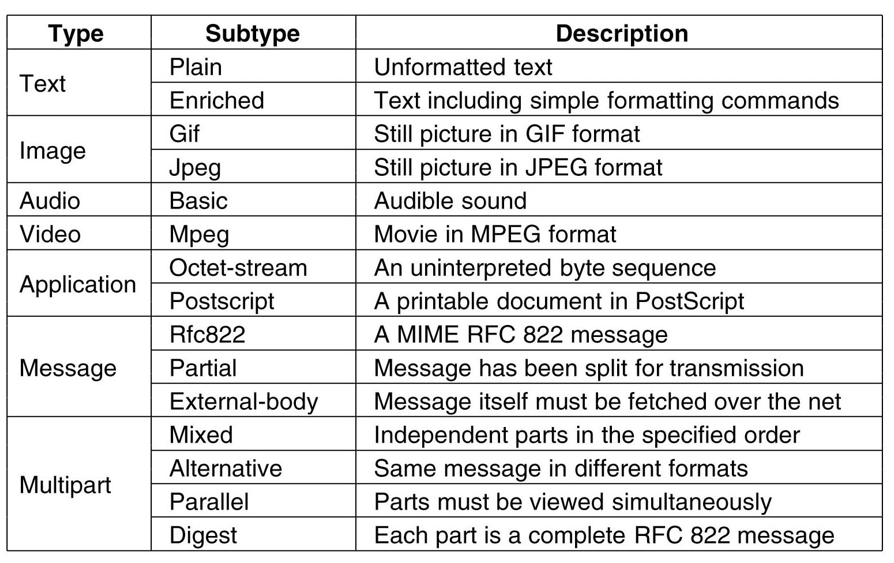 Type Subtype Description
Text Plain Unformatted text
Enriched Text including simple formatting commands
Image Gif Still picture in GIF format
Jpeg Still picture in JPEG format
Audio Basic Audible sound
Video Mpeg Movie in MPEG format
Application Octet-stream An uninterpreted byte sequence
Postscript A printable document in PostScript
Message Rfc822 A MIME RFC 822 message
Partial Message has been split for transmission
External-body Message itself must be fetched over the net
Multipart Mixed Independent parts in the specified order
Alternative Same message in different formats
Parallel Parts must be viewed simultaneously
Digest Each part is a complete RFC 822 message